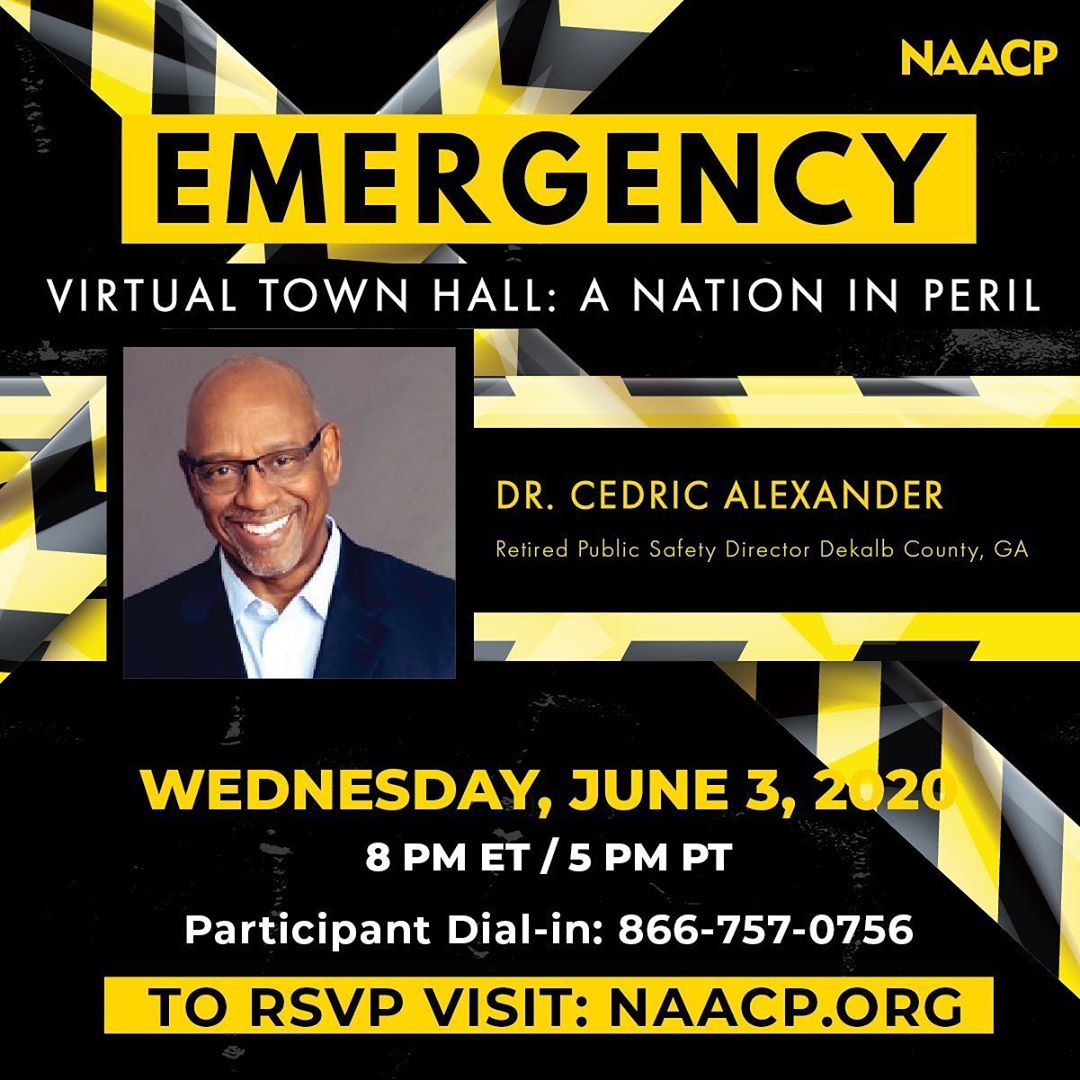 NAACP
EMERGENCY
VIRTUAL TOWN HALL: A NATION IN PERIL
DR. CEDRIC ALEXANDER
Retired Public Safety Director Dekalb County, GA
WEDNESDAY, JUNE 3, 2020
8 PM ET / 5 PM PT
Participant Dial-in: 866-757-0756
TO RSVP VISIT: NAACP.ORG